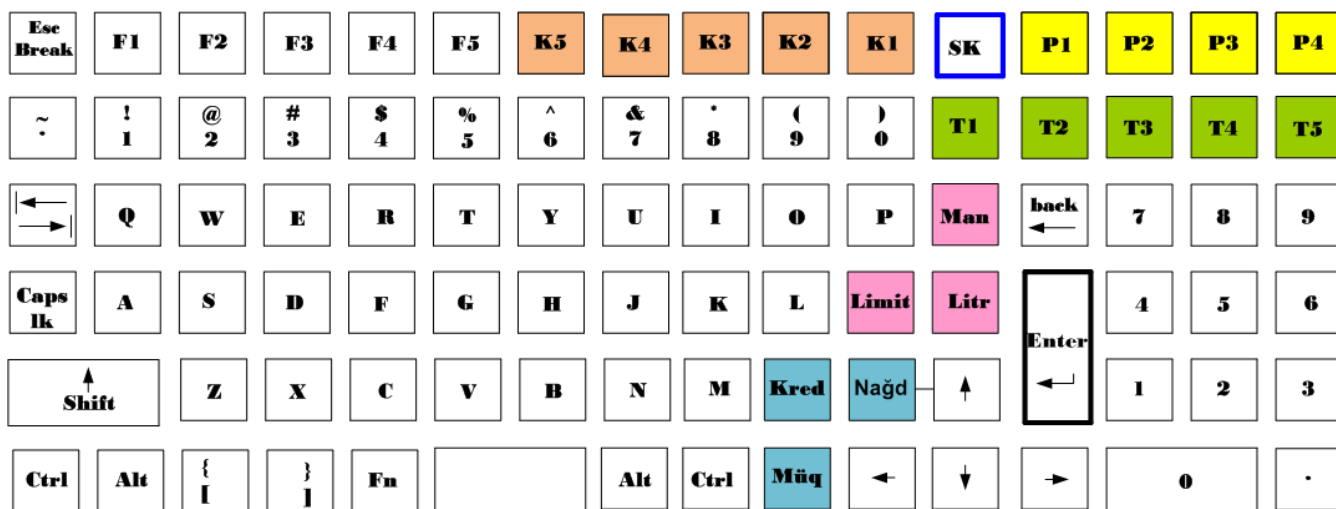 Esc
Break
F1
F2
F3
F4
F5
K5
K4
K3
K2
K1
SK
P1
P2
P3
P4
~
·
!
1
@
2
#
3
$
4
%
5
^
6
&
7
*
8
(
9
)
0
T1
T2
T3
T4
T5
Q
W
E
R
T
Y
U
I
O
P
Man
back
7
8
9
Caps
lk
A
S
D
F
G
H
J
K
L
Limit
Litr
Enter
4
5
6
Shift
Z
X
C
V
B
N
M
Kred
Nağd
1
2
3
Ctrl
Alt
{
[
}
]
Fn
Alt
Ctrl
Müq
0
.